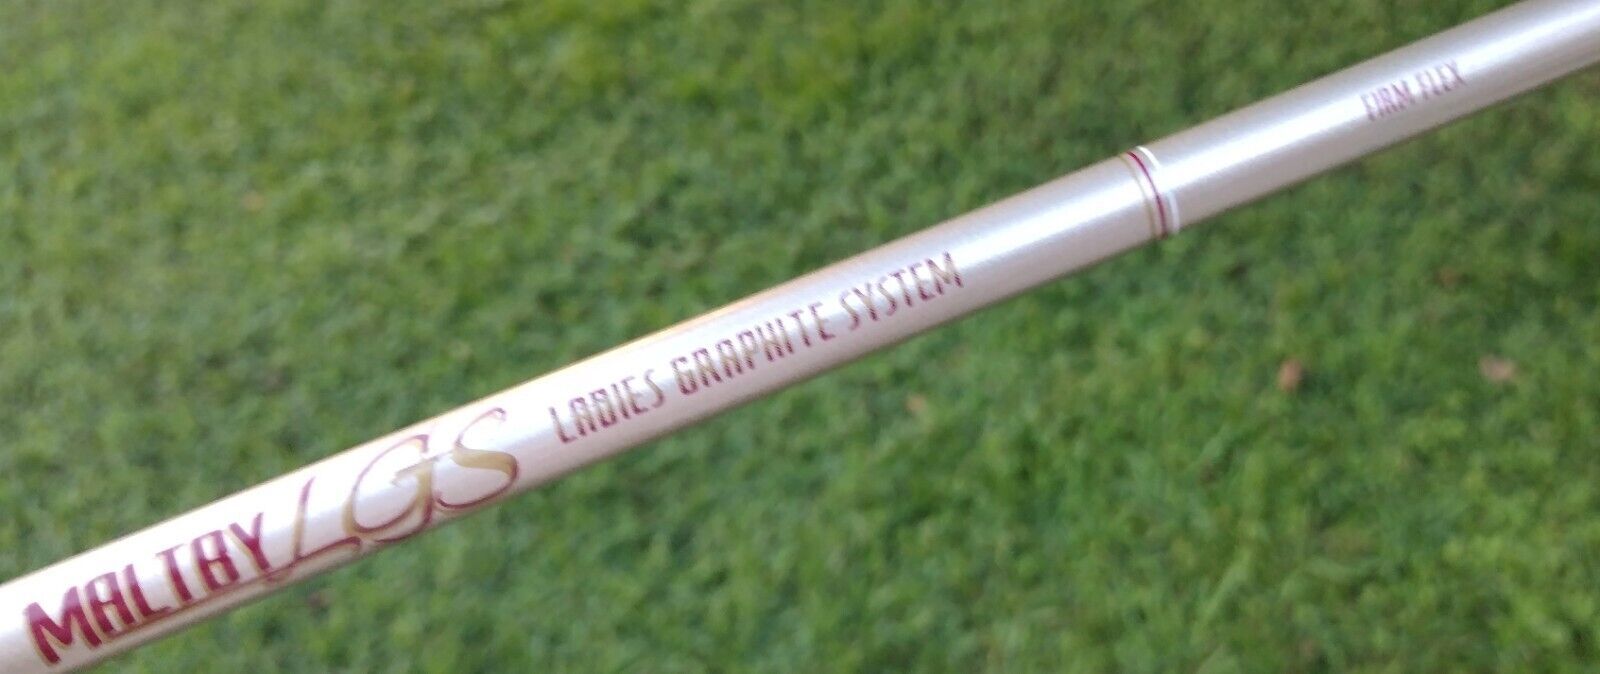 MALTBY LGS LADIES GRAPHITE SYSTEM
FIRM FLEX